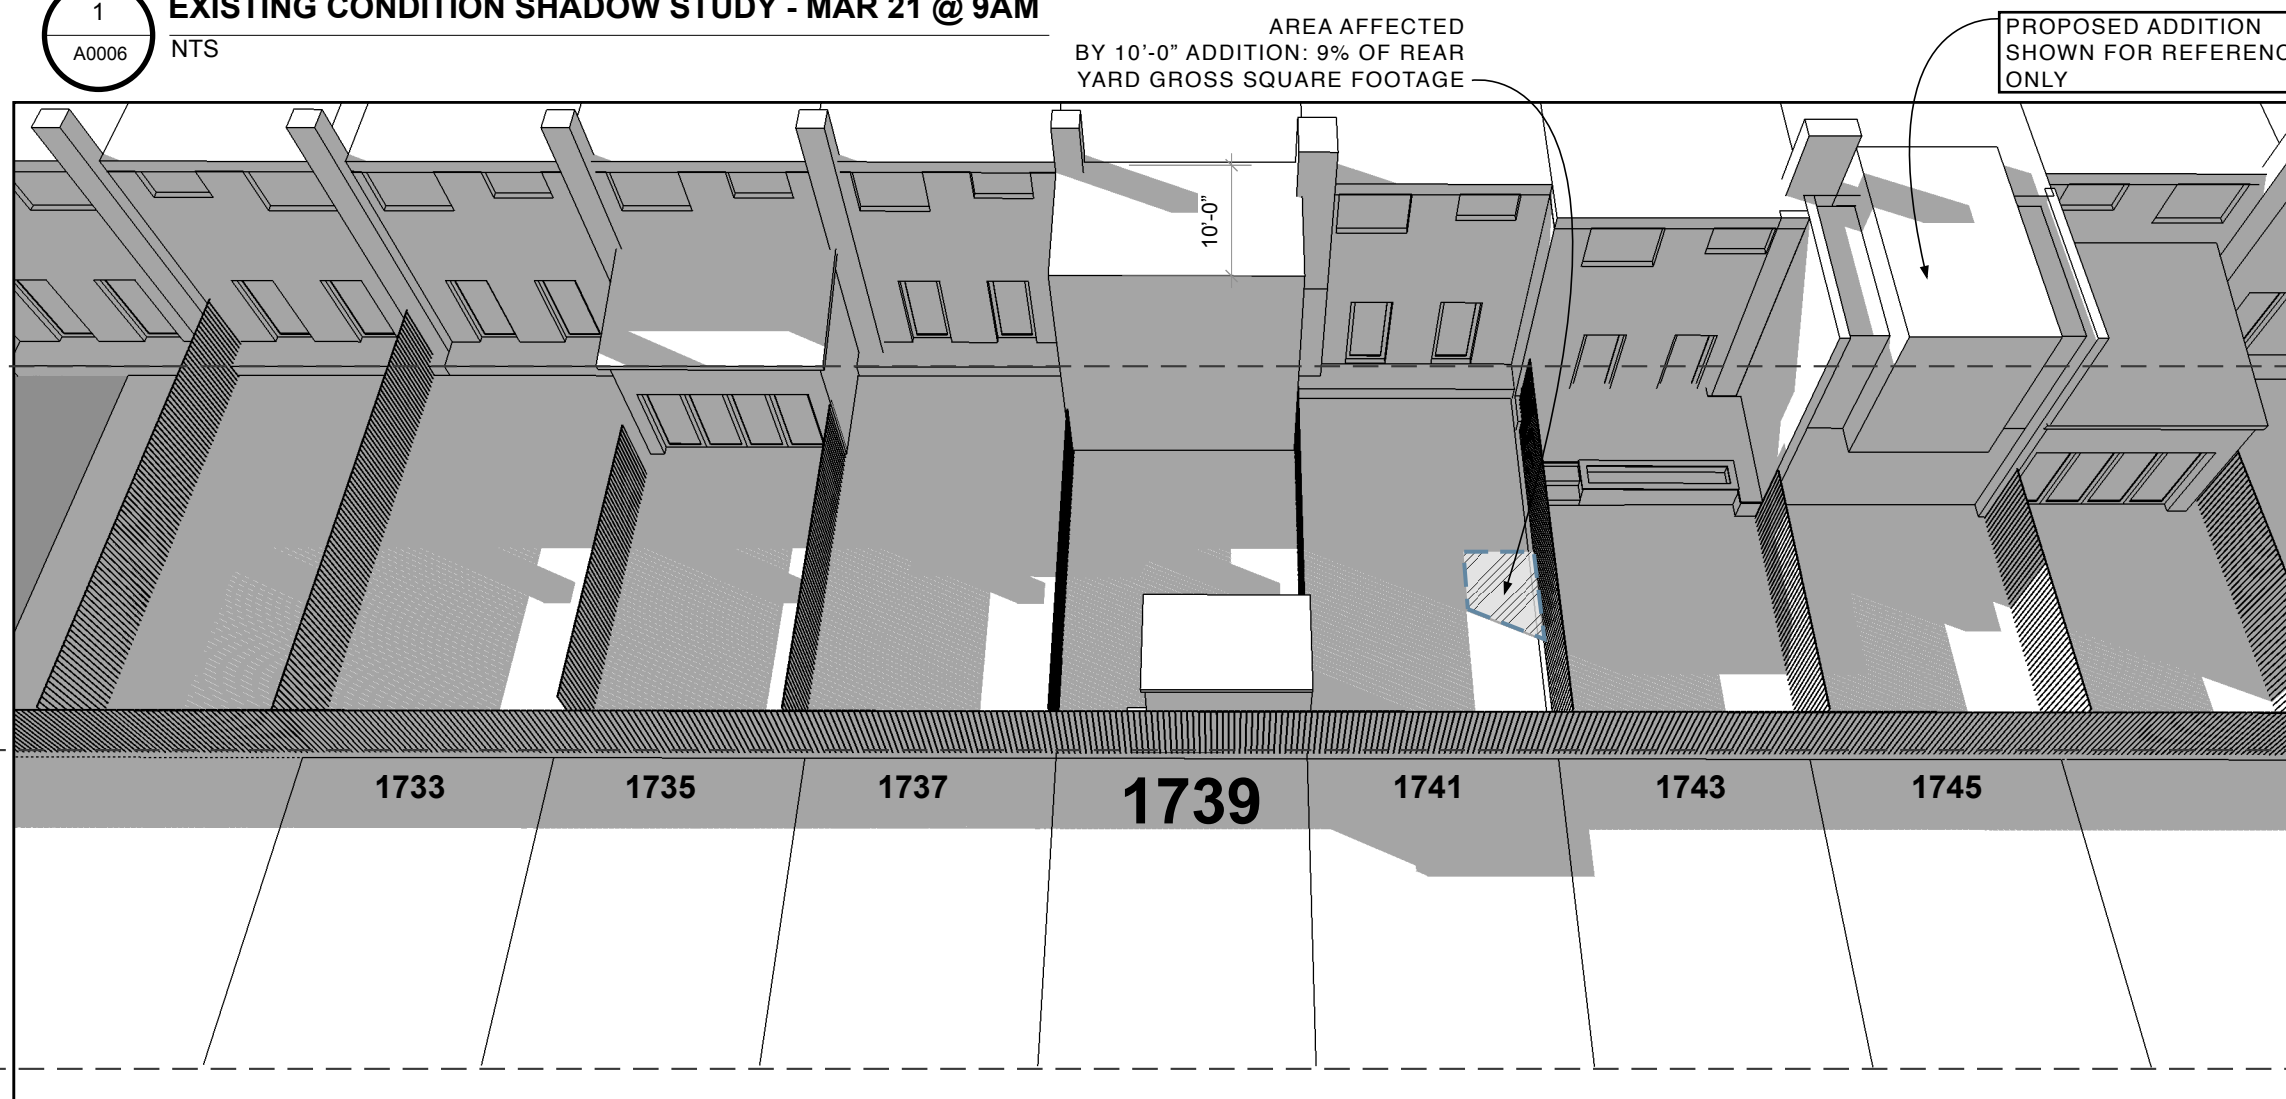 1
A0006
EXISTING CONDITION SHADOW STUDY - MAR 21 @ 9AM
NTS
AREA AFFECTED
BY 10’-0” ADDITION: 9% OF REAR
YARD GROSS SQUARE FOOTAGE
PROPOSED ADDITION
SHOWN FOR
ONLY
10’-0”
1733
1735
1737
1739
1741
1743
1745